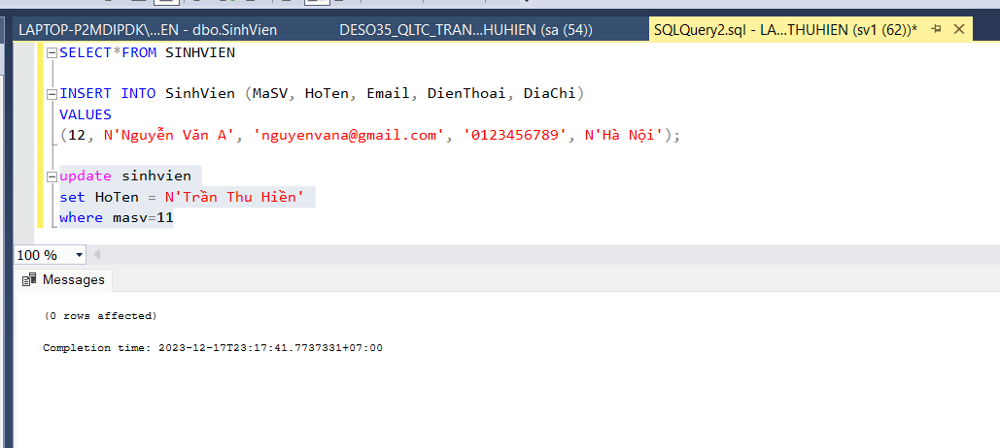 LAPTOP-P2MDIPDK\...EN - dbo.SinhVien
DESO35_QLTC_TRAN...HUHIEN (sa (54))
SQLQuery2.sql - LA...THUHIEN (sv1 (62))*
SELECT*FROM SINHVIEN
INSERT INTO SinhVien (MaSV, HoTen, Email, DienThoai, DiaChi)
VALUES
(12, N'Nguyễn Văn A', 'nguyenvana@gmail.com', '0123456789', N'Hà Nội');
update sinhvien
set HoTen = N'Trần Thu Hiền'
where masv=11
100 %
Messages
(0 rows affected)
Completion time: 2023-12-17T23:17:41.7737331+07:00